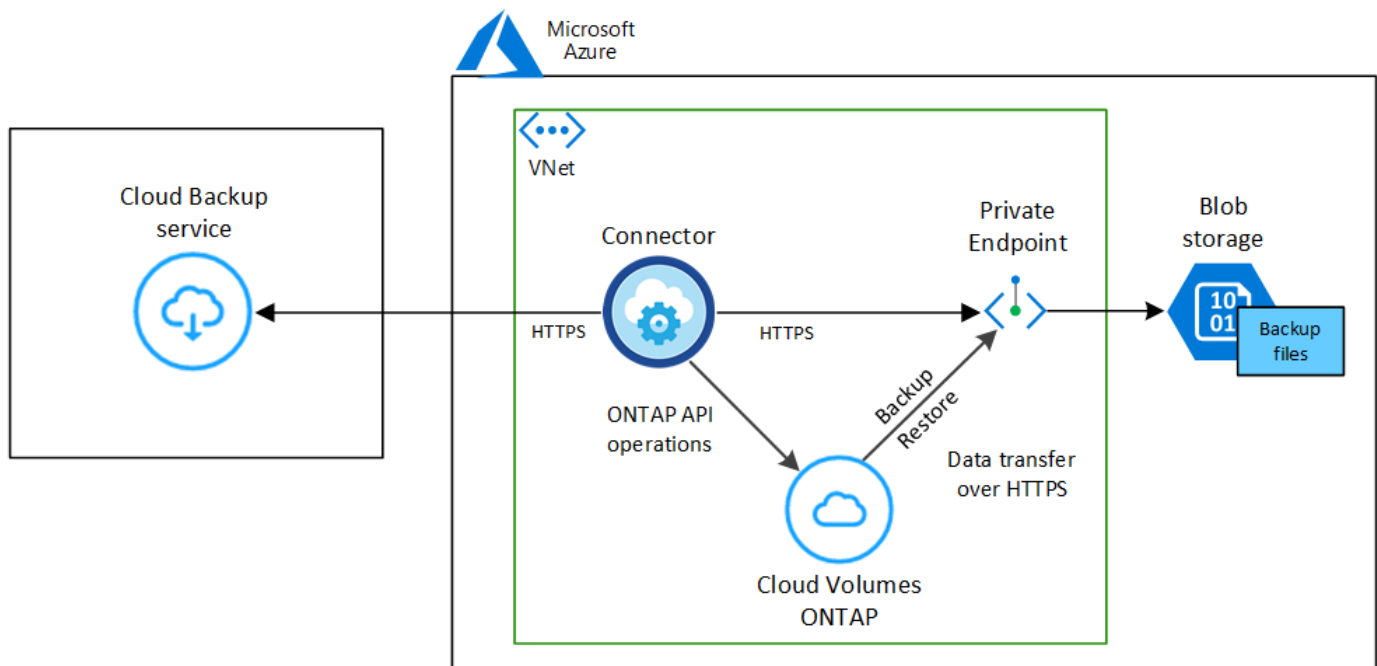 Microsoft
Azure
VNet
Cloud Backup
service
Connector
Private
Endpoint
Blob
storage
10
01
Backup
files
HTTPS
HTTPS
ONTAP API
operations
Backup
Restore
Data transfer
over HTTPS
Cloud Volumes
ONTAP